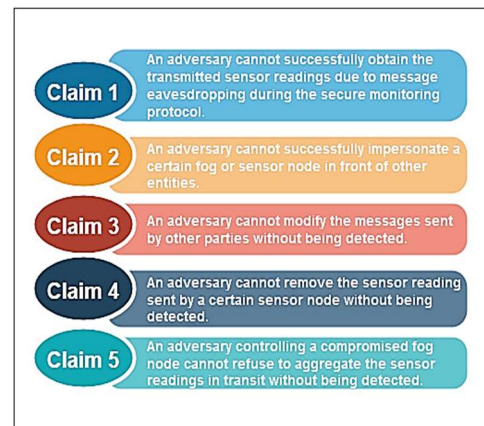 Claim 1
An adversary cannot successfully obtain the
transmitted sensor readings due to message
eavesdropping during the secure monitoring
protocol.
Claim 2
An adversary cannot successfully impersonate a
certain fog or sensor node in front of other
entities.
Claim 3
An adversary cannot modify the messages sent
by other parties without being detected.
Claim 4
An adversary cannot remove the sensor reading
sent by a certain sensor node without being
detected.
Claim 5
An adversary controlling a compromised fog
node cannot refuse to aggregate the sensor
readings in transit without being detected.